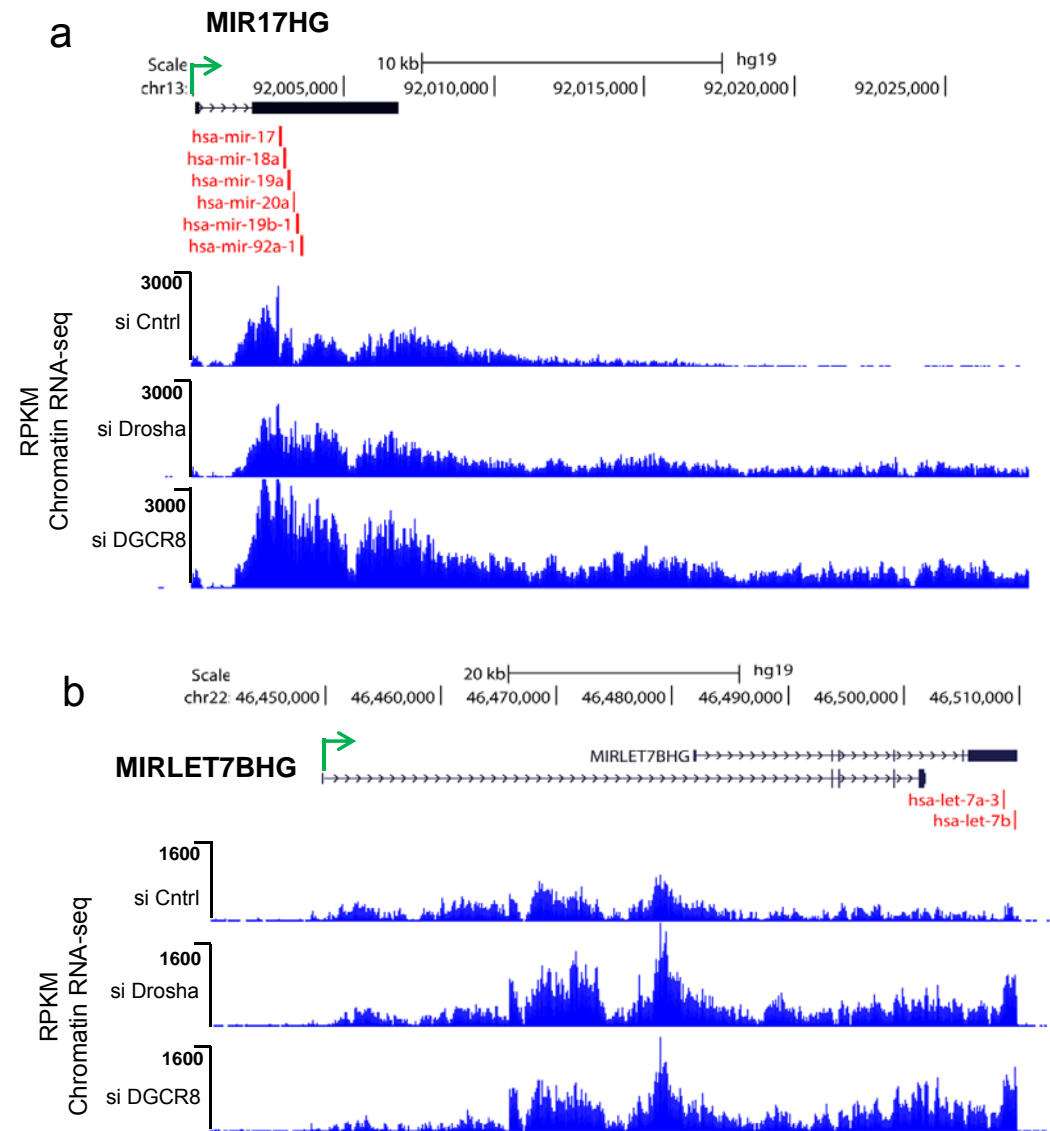 a
MIR17HG
Scale 10 kb hg19
chr13: 92,005,000 92,010,000 92,015,000 92,020,000 92,025,000
hsa-mir-17
hsa-mir-18a
hsa-mir-19a
hsa-mir-20a
hsa-mir-19b-1
hsa-mir-92a-1
RPKM
Chromatin RNA-seq
3000
si Cntrl
3000
si Drosha
3000
si DGCR8
b
Scale 20 kb hg19
chr22: 46,450,000 46,460,000 46,470,000 46,480,000 46,490,000 46,500,000 46,510,000
MIRLET7BHG
MIRLET7BHG
hsa-let-7a-3
hsa-let-7b
RPKM
Chromatin RNA-seq
1600
si Cntrl
1600
si Drosha
1600
si DGCR8